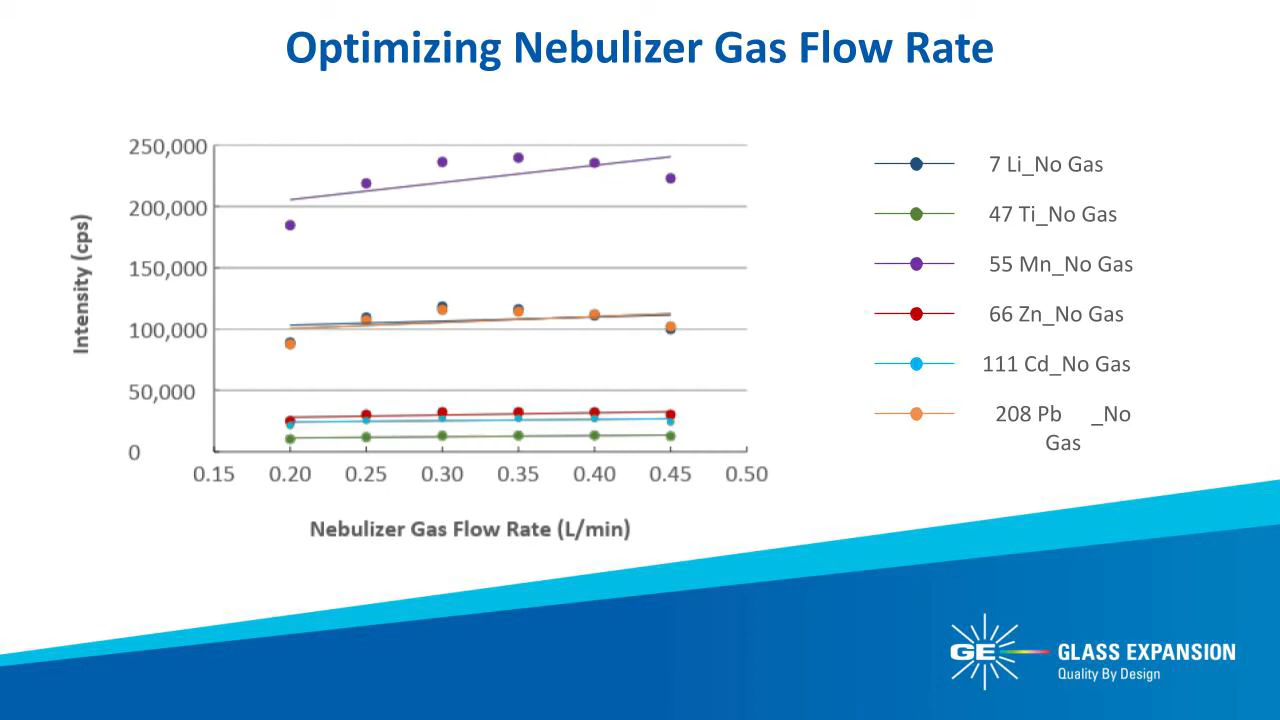 Optimizing Nebulizer Gas Flow Rate
250,000
200,000
150,000
100,000
50,000
0
Intensity (cps)
0.15 0.20 0.25 0.30 0.35 0.40 0.45 0.50
Nebulizer Gas Flow Rate (L/min)
7 Li_No Gas
47 Ti_No Gas
55 Mn_No Gas
66 Zn_No Gas
111 Cd_No Gas
208 Pb _No
Gas
GE GLASS EXPANSION
Quality By Design